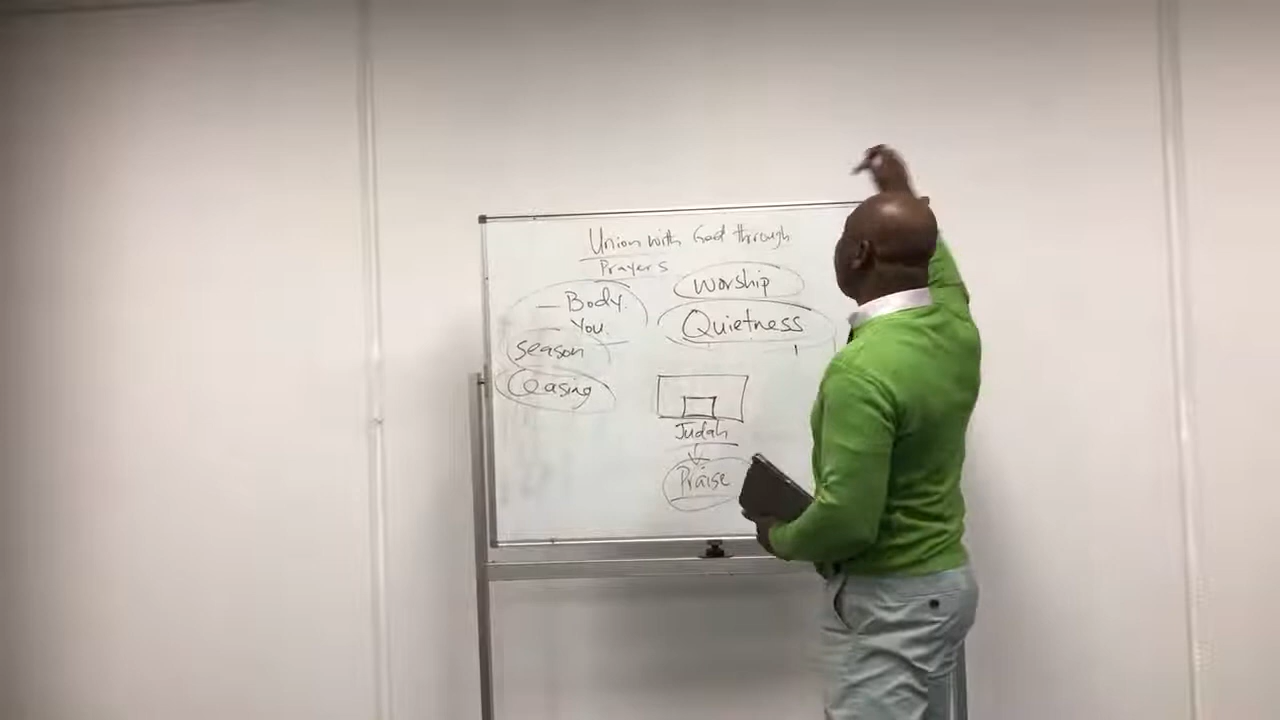 Union with God through
Prayers
Body.
You.
season
Ceasing
Worship
Quietness
Judah
Praise